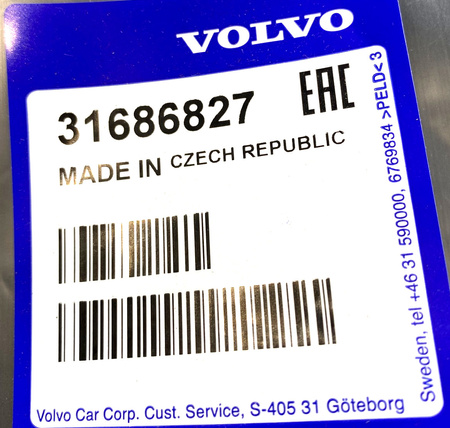 VOLVO
31686827
EAC
MADE IN CZECH REPUBLIC
Volvo Car Corp. Cust. Service, S-405 31 Göteborg
Sweden, tel +46 31 590000, 6769834 >PELD< 3